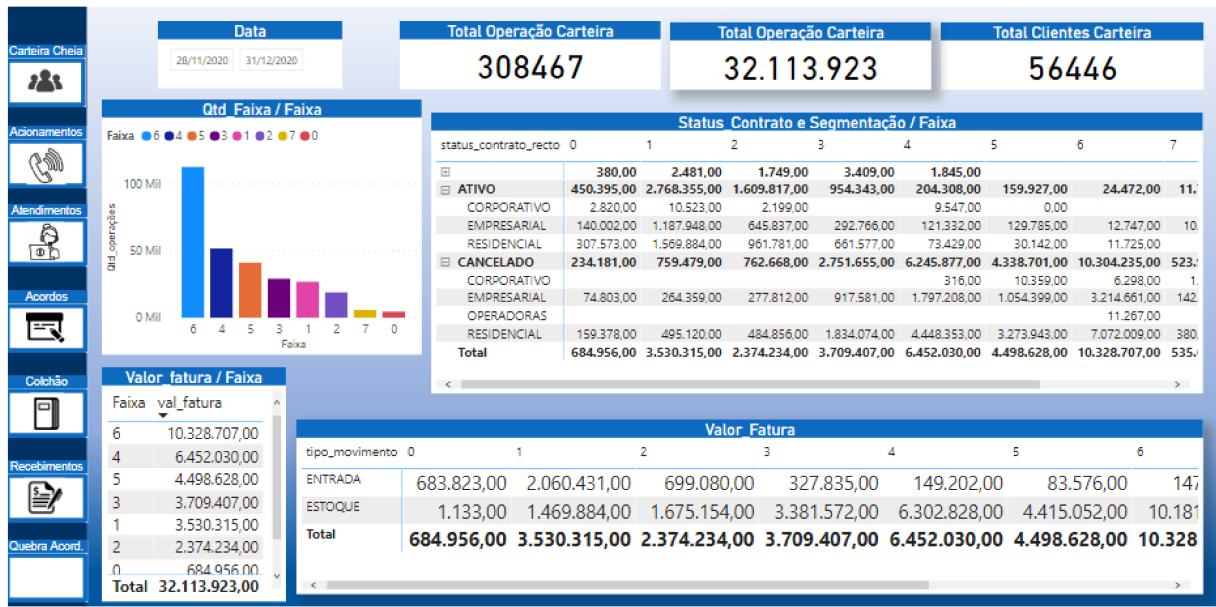 Carteira Cheia
Acionamentos
Atendimentos
Acordos
Colchão
Recebimentos
Quebra Acord.
Data
28/11/2020 31/12/2020
Total Operação Carteira
308467
Total Operação Carteira
32.113.923
Total Clientes Carteira
56446
Qtd_Faixa / Faixa
Faixa 6 4 5 3 1 2 7 0
Qtd_operações
100 Mil
50 Mil
0 Mil
6 4 5 3 1 2 7 0
Faixa
Status_Contrato e Segmentação / Faixa
status_contrato_recto 0 1 2 3 4 5 6 7
380,00 2.481,00 1.749,00 3.409,00 1.845,00
ATIVO 450.395,00 2.768.355,00 1.609.817,00 954.343,00 204.308,00 159.927,00 24.472,00 11.
CORPORATIVO 2.820,00 10.523,00 2.199,00 9.547,00 0,00
EMPRESARIAL 140.002,00 1.187.948,00 645.837,00 292.766,00 121.332,00 129.785,00 12.747,00 10.
RESIDENCIAL 307.573,00 1.569.884,00 961.781,00 661.577,00 73.429,00 30.142,00 11.725,00
CANCELADO 234.181,00 759.479,00 762.668,00 2.751.655,00 6.245.877,00 4.338.701,00 10.304.235,00 523.
CORPORATIVO 316,00 10.359,00 6.298,00 1.
EMPRESARIAL 74.803,00 264.359,00 277.812,00 917.581,00 1.797.208,00 1.054.399,00 3.214.661,00 142.
OPERADORAS 11.267,00
RESIDENCIAL 159.378,00 495.120,00 484.856,00 1.834.074,00 4.448.353,00 3.273.943,00 7.072.009,00 380.
Total 684.956,00 3.530.315,00 2.374.234,00 3.709.407,00 6.452.030,00 4.498.628,00 10.328.707,00 535.
Valor_fatura / Faixa
Faixa val_fatura
6 10.328.707,00
4 6.452.030,00
5 4.498.628,00
3 3.709.407,00
1 3.530.315,00
2 2.374.234,00
0 684.956,00
Total 32.113.923,00
Valor_Fatura
tipo_movimento 0 1 2 3 4 5 6
ENTRADA 683.823,00 2.060.431,00 699.080,00 327.835,00 149.202,00 83.576,00 147
ESTOQUE 1.133,00 1.469.884,00 1.675.154,00 3.381.572,00 6.302.828,00 4.415.052,00 10.181
Total 684.956,00 3.530.315,00 2.374.234,00 3.709.407,00 6.452.030,00 4.498.628,00 10.328